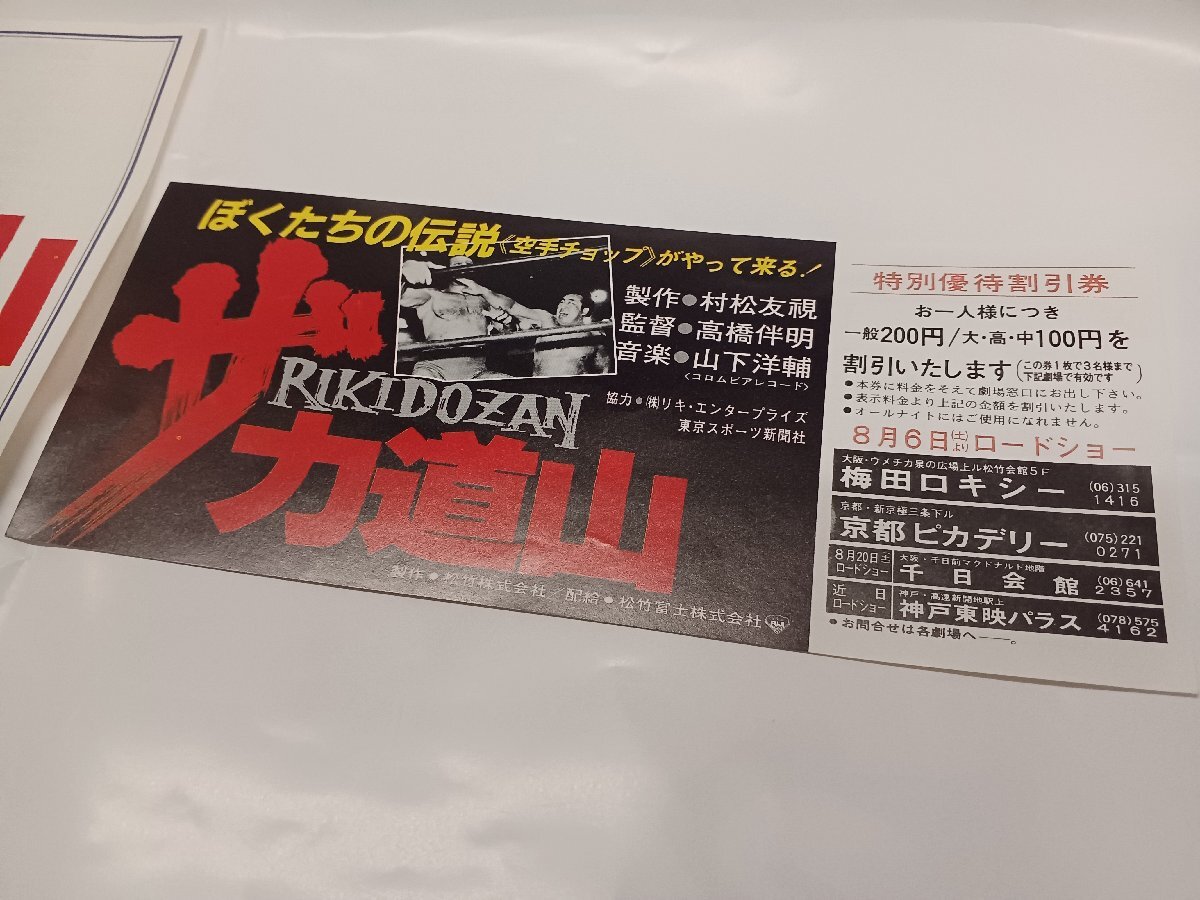 ぼくたちの伝説《空手チョップ》がやって来る!
ザ
RIKIDOZAN
力道山
製作●村松友視
監督●高橋伴明
音楽●山下洋輔
<コロムビアレコード>
協力●㈱リキ・エンタープライズ
東京スポーツ新聞社
製作●松竹株式会社/配給●松竹富士株式会社
特別優待割引券
お一人様につき
一般200円/大・高・中100円を
割引いたします(この券1枚で3名様まで下記劇場で有効です)
●本券に料金をそえて劇場窓口にお出し下さい。
●表示料金より上記の金額を割引いたします。
●オールナイトにはご使用になれません。
8月6日(土)よりロードショー
大阪・ウメチカ泉の広場上ル松竹会館5F
梅田ロキシー (06)315 1416
京都・新京極三条下ル
京都ピカデリー (075)221 0271
8月20日(土)ロードショー
大阪・千日前マクドナルド地階
千日会館 (06)641 2357
近日ロードショー
神戸・高速新開地駅上
神戸東映パラス (078)575 4162
●お問合せは各劇場へ――。
山